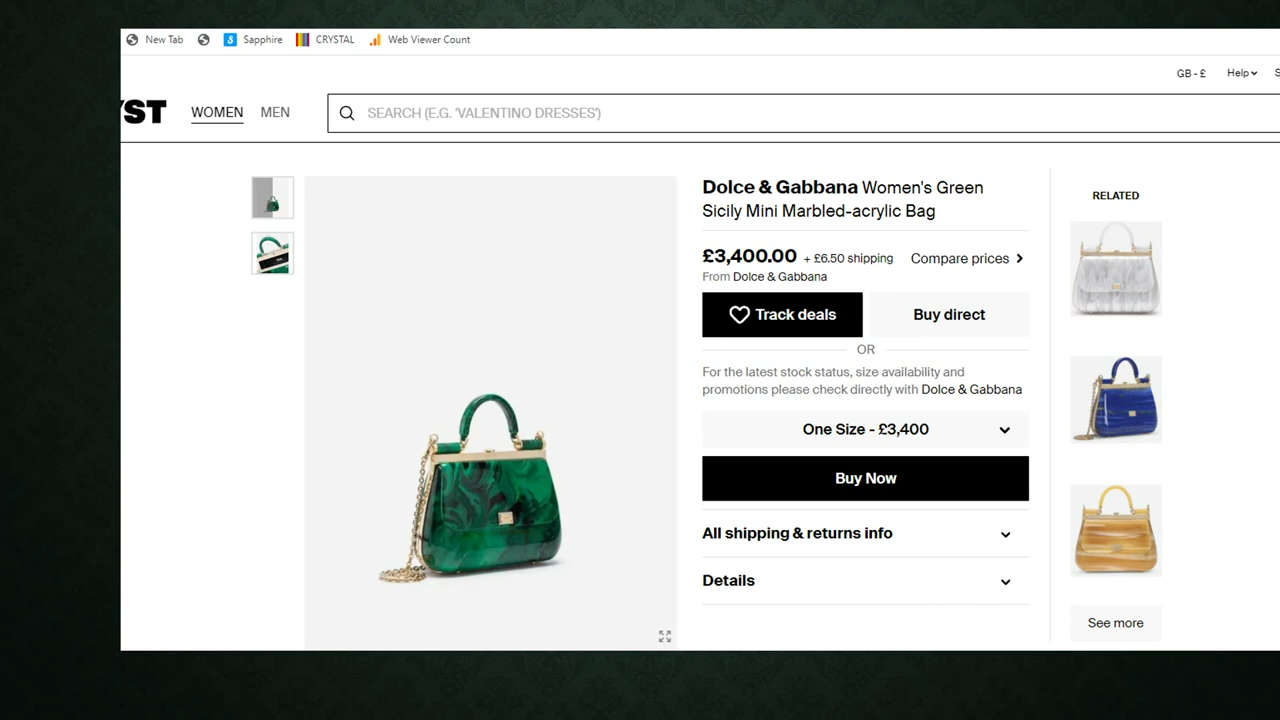 New Tab
Sapphire
CRYSTAL
Web Viewer Count
GB - £
Help
YST
WOMEN
MEN
SEARCH (E.G. 'VALENTINO DRESSES')
Dolce & Gabbana Women's Green
Sicily Mini Marbled-acrylic Bag
£3,400.00 + £6.50 shipping
Compare prices
From Dolce & Gabbana
Track deals
Buy direct
OR
For the latest stock status, size availability and
promotions please check directly with Dolce & Gabbana
One Size - £3,400
Buy Now
All shipping & returns info
Details
RELATED
See more